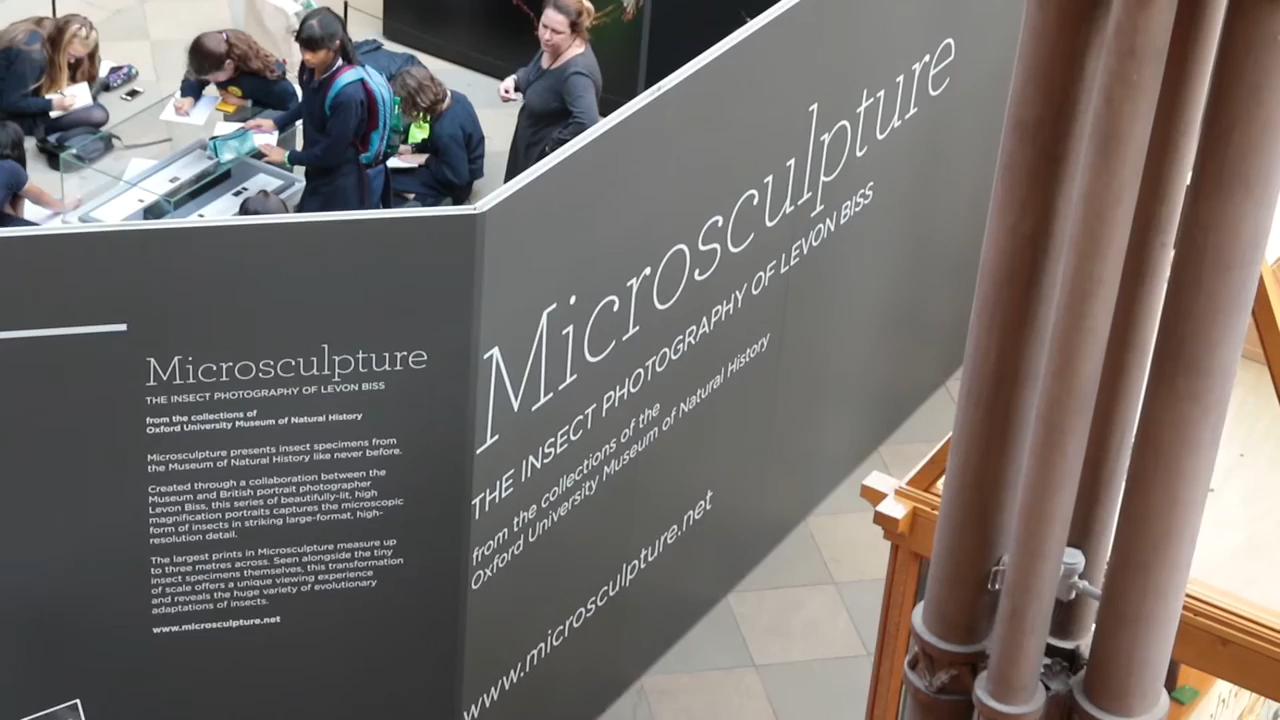 Microsculpture
THE INSECT PHOTOGRAPHY OF LEVON BISS
from the collections of
Oxford University Museum of Natural History
Microsculpture presents insect specimens from
the Museum of Natural History like never before.
Created through a collaboration between the
Museum and British portrait photographer
Levon Biss, this series of beautifully-lit, high
magnification portraits captures the microscopic
form of insects in striking large-format, high-
resolution detail.
The largest prints in Microsculpture measure up
to three metres across. Seen alongside the tiny
insect specimens themselves, this transformation
of scale offers a unique viewing experience
and reveals the huge variety of evolutionary
adaptations of insects.
www.microsculpture.net
Microsculpture
THE INSECT PHOTOGRAPHY OF LEVON BISS
from the collections of the
Oxford University Museum of Natural History
www.microsculpture.net